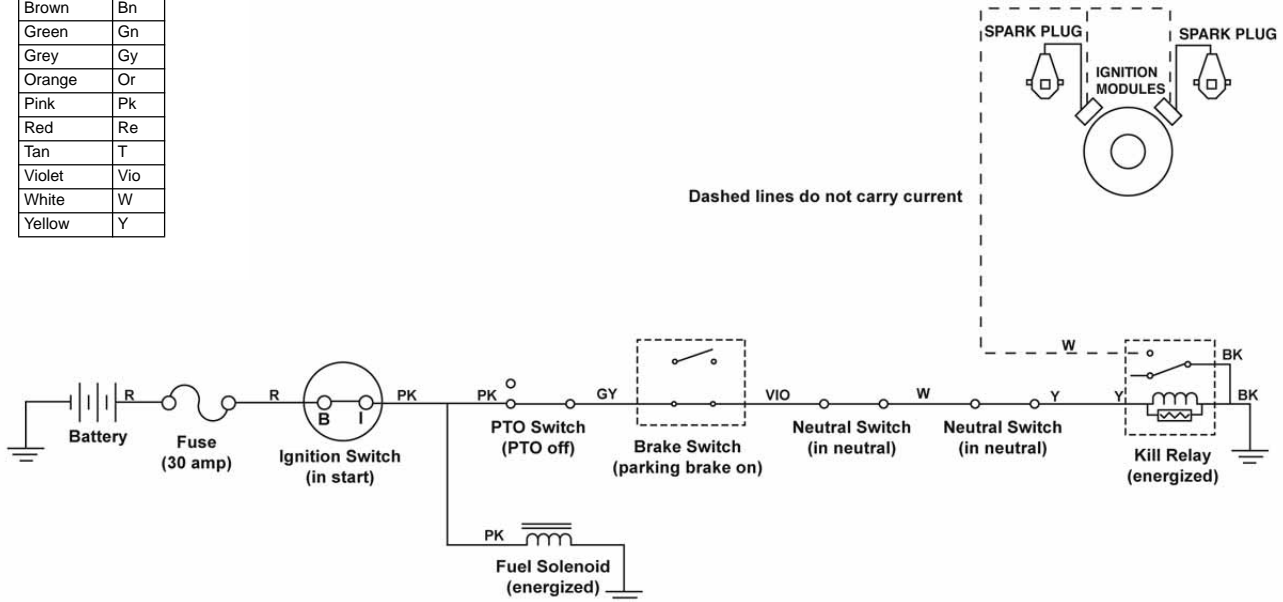 Brown Bn
Green Gn
Grey Gy
Orange Or
Pink Pk
Red Re
Tan T
Violet Vio
White W
Yellow Y
SPARK PLUG
SPARK PLUG
IGNITION
MODULES
Dashed lines do not carry current
W
BK
R
R
PK
PK
GY
VIO
W
Y
Y
BK
B
I
Battery
Fuse
(30 amp)
Ignition Switch
(in start)
PTO Switch
(PTO off)
Brake Switch
(parking brake on)
Neutral Switch
(in neutral)
Neutral Switch
(in neutral)
Kill Relay
(energized)
PK
Fuel Solenoid
(energized)